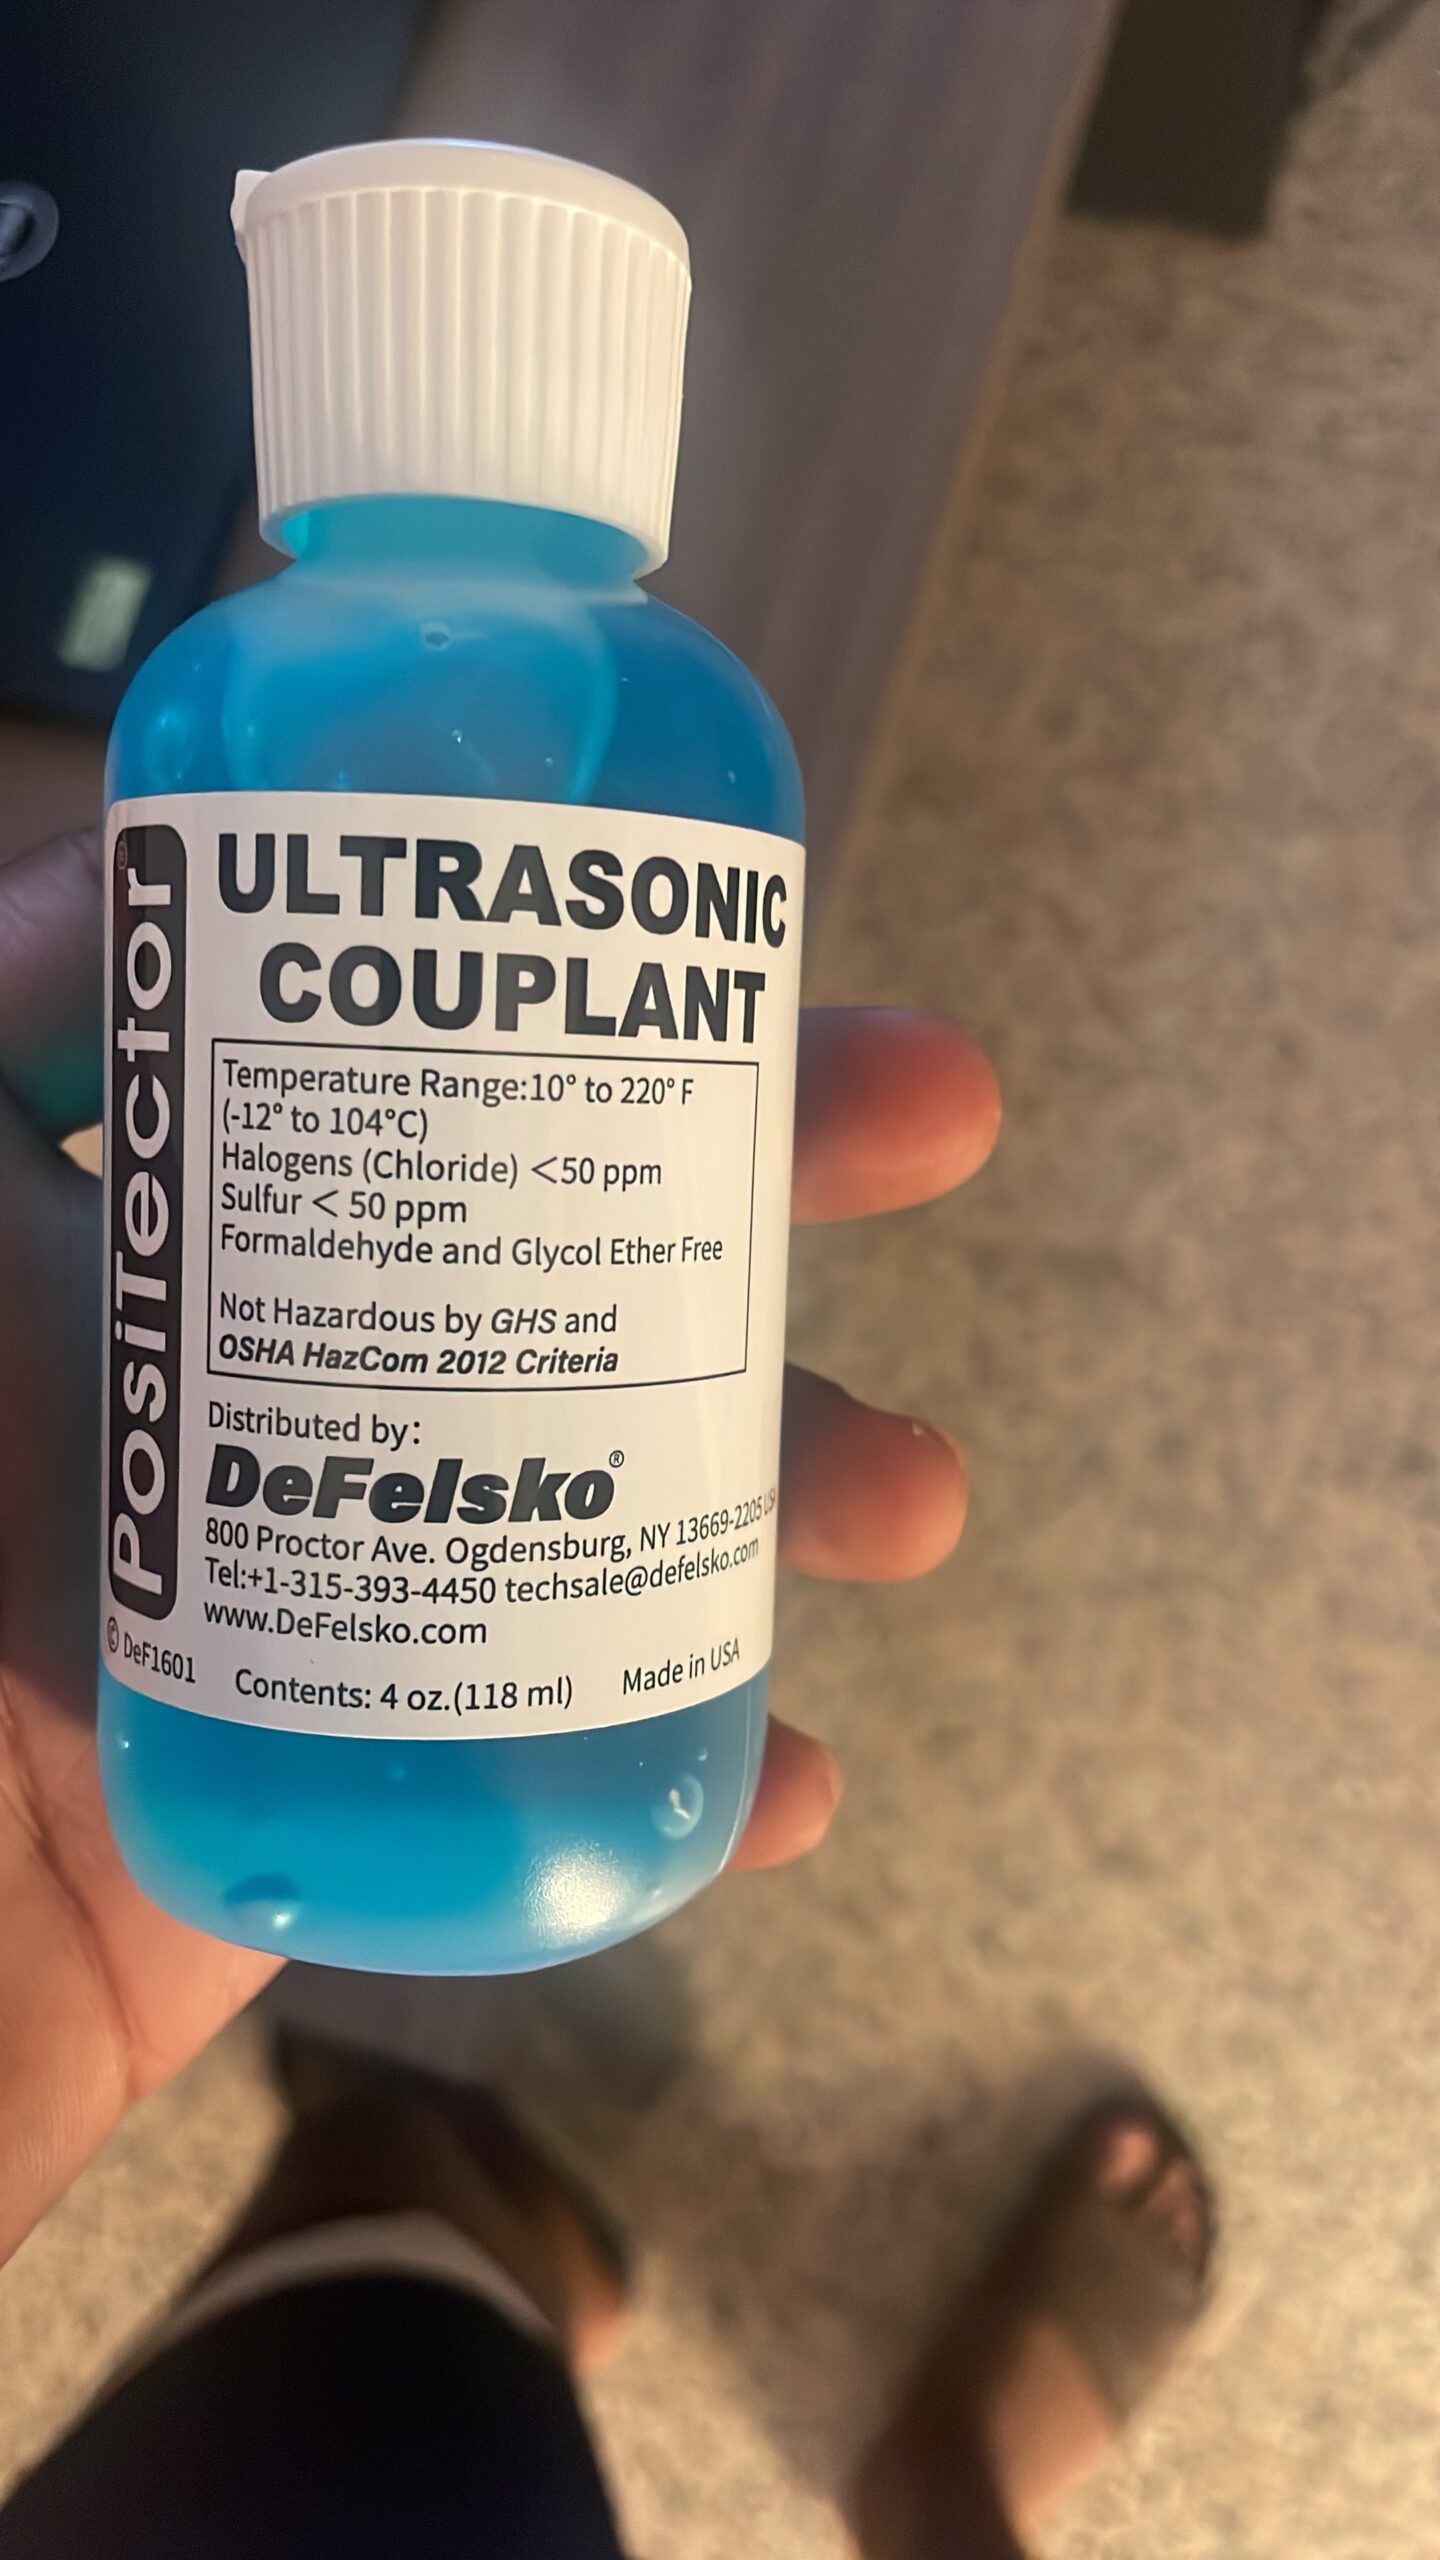 PosiTector®
ULTRASONIC
COUPLANT
Temperature Range:10° to 220° F
(-12° to 104°C)
Halogens (Chloride) <50 ppm
Sulfur < 50 ppm
Formaldehyde and Glycol Ether Free
Not Hazardous by GHS and
OSHA HazCom 2012 Criteria
Distributed by:
DeFelsko®
800 Proctor Ave. Ogdensburg, NY 13669-2205 USA
Tel:+1-315-393-4450 techsale@defelsko.com
www.DeFelsko.com
© DeF1601
Contents: 4 oz.(118 ml)
Made in USA